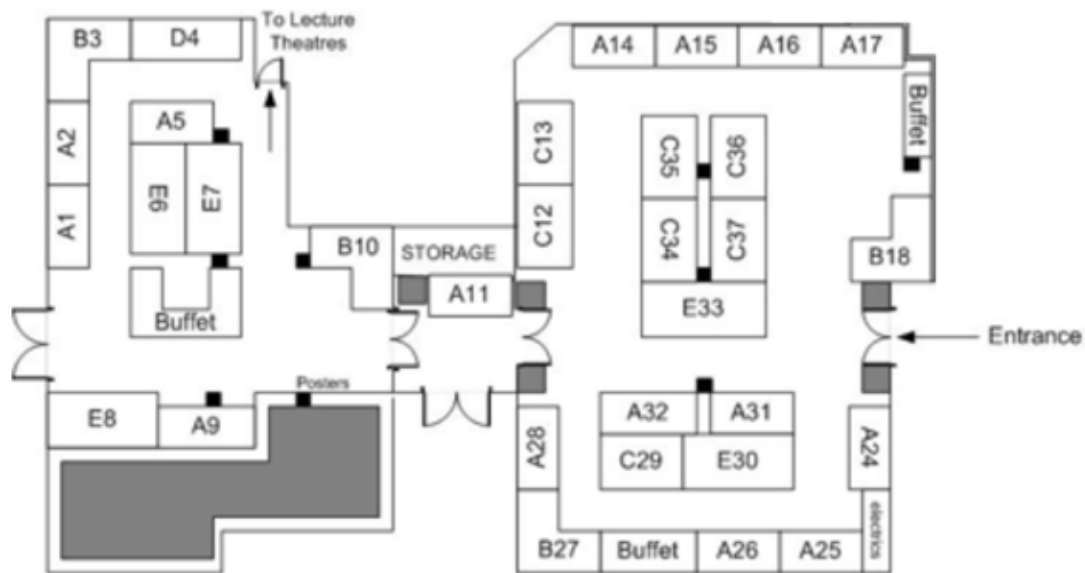 To Lecture
Theatres
B3
D4
A14
A15
A16
A17
Buffet
A5
A2
C13
C35
C36
E6
E7
A1
C12
C34
C37
B10
STORAGE
B18
A11
E33
Buffet
Entrance
Posters
E8
A9
A32
A31
A28
A24
C29
E30
electrics
B27
Buffet
A26
A25